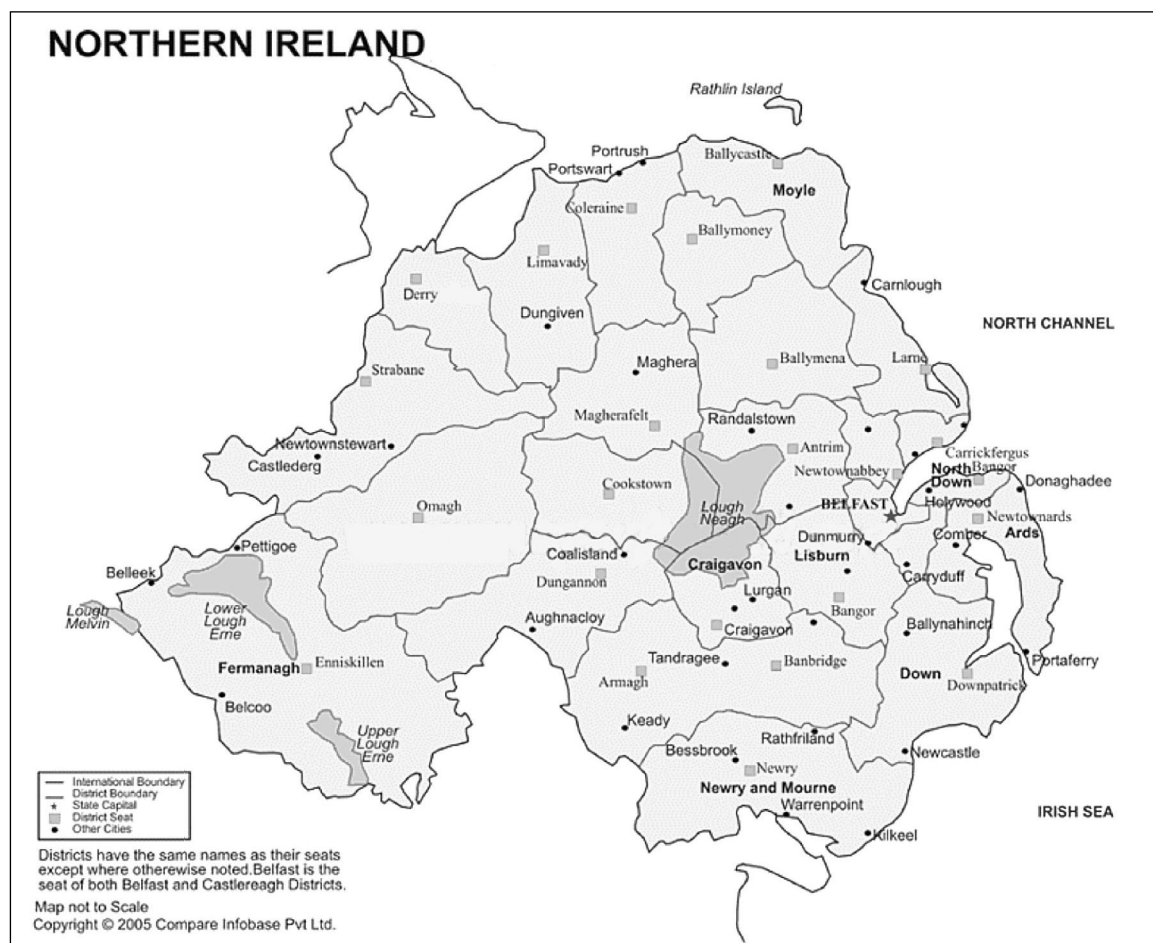 NORTHERN IRELAND
Rathlin Island
Portrush
Portswart
Ballycastle
Moyle
Coleraine
Ballymoney
Limavady
Derry
Carnlough
Dungiven
NORTH CHANNEL
Maghera
Ballymena
Larne
Strabane
Magherafelt
Randalstown
Newtownstewart
Castlederg
Antrim
Carrickfergus
Newtownabbey
North
Down
Bangor
Cookstown
Lough
Neagh
BELFAST
Donaghadee
Holywood
Omagh
Newtownards
Ards
Pettigoe
Coalisland
Dunmurry
Lisburn
Comber
Belleek
Dungannon
Craigavon
Carryduff
Lough
Melvin
Lower
Lough
Erne
Aughnacloy
Lurgan
Bangor
Craigavon
Ballynahinch
Fermanagh
Enniskillen
Tandragee
Banbridge
Portaferry
Armagh
Down
Downpatrick
Belcoo
Upper
Lough
Erne
Keady
Rathfriland
Bessbrook
Newcastle
Newry
Newry and Mourne
Warrenpoint
Kilkeel
IRISH SEA
International Boundary
District Boundary
State Capital
District Seat
Other Cities
Districts have the same names as their seats
except where otherwise noted.Belfast is the
seat of both Belfast and Castlereagh Districts.
Map not to Scale
Copyright © 2005 Compare Infobase Pvt Ltd.